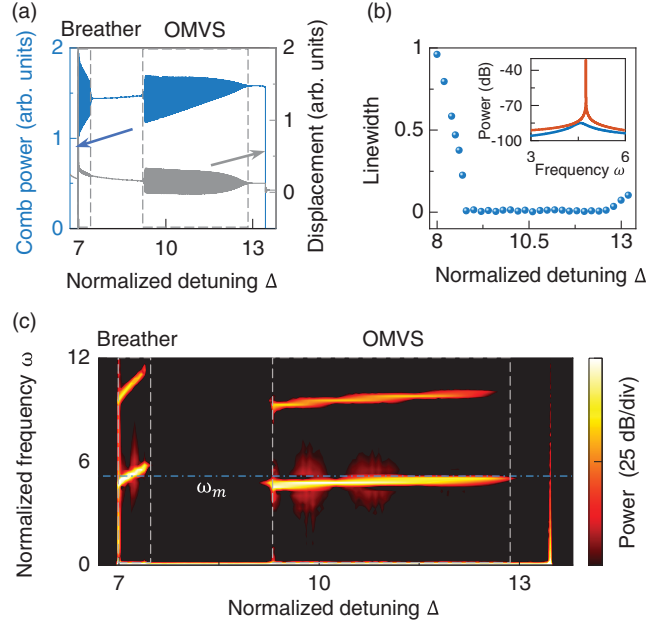 (a)
Breather OMVS
Comb power (arb. units)
2
1
0
2
1
0
Displacement (arb. units)
7 10 13
Normalized detuning Δ
(b)
Linewidth
1
0.5
0
8 10.5 13
Normalized detuning Δ
Power (dB)
-40
-70
-100
3 6
Frequency ω
(c)
Breather OMVS
Normalized frequency ω
12
6
0
ωm
7 10 13
Normalized detuning Δ
Power (25 dB/div)